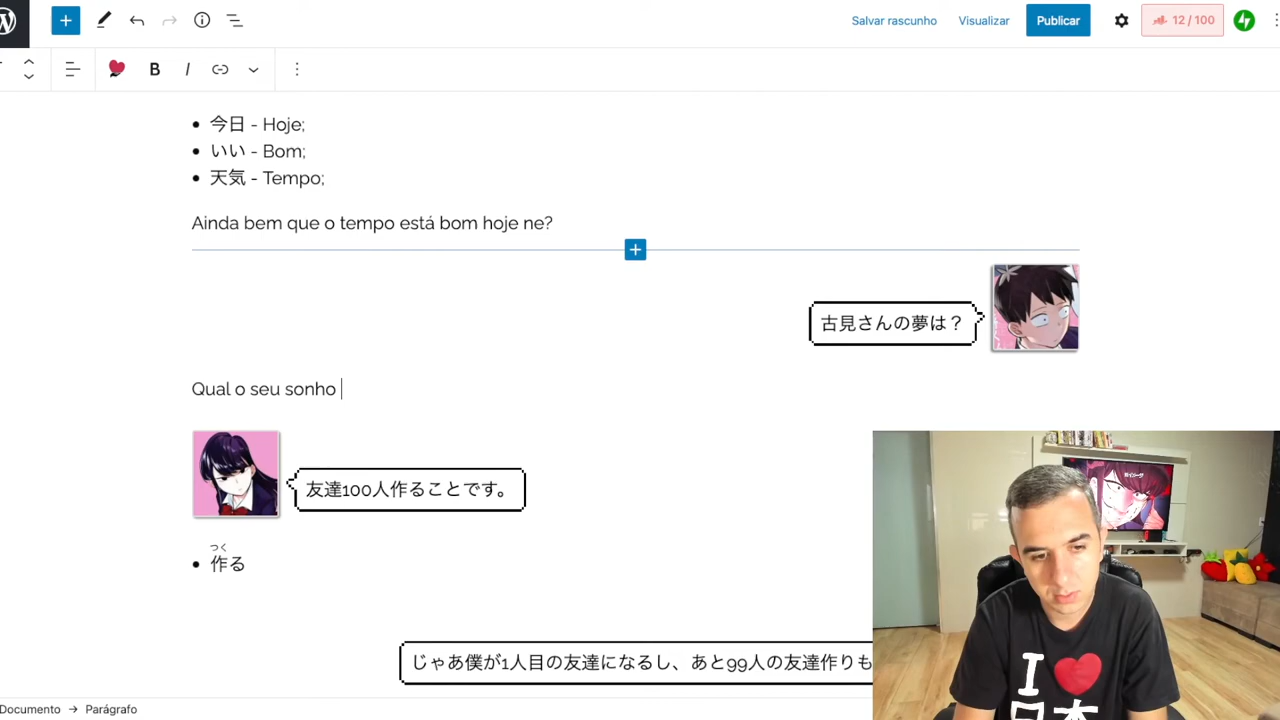 Salvar rascunho Visualizar Publicar 12 / 100
B I
今日 - Hoje;
いい - Bom;
天気 - Tempo;
Ainda bem que o tempo está bom hoje ne?
古見さんの夢は？
Qual o seu sonho
友達100人作ることです。
つく
作る
じゃあ僕が1人目の友達になるし、あと99人の友達作りも
I
日本
Documento → Parágrafo